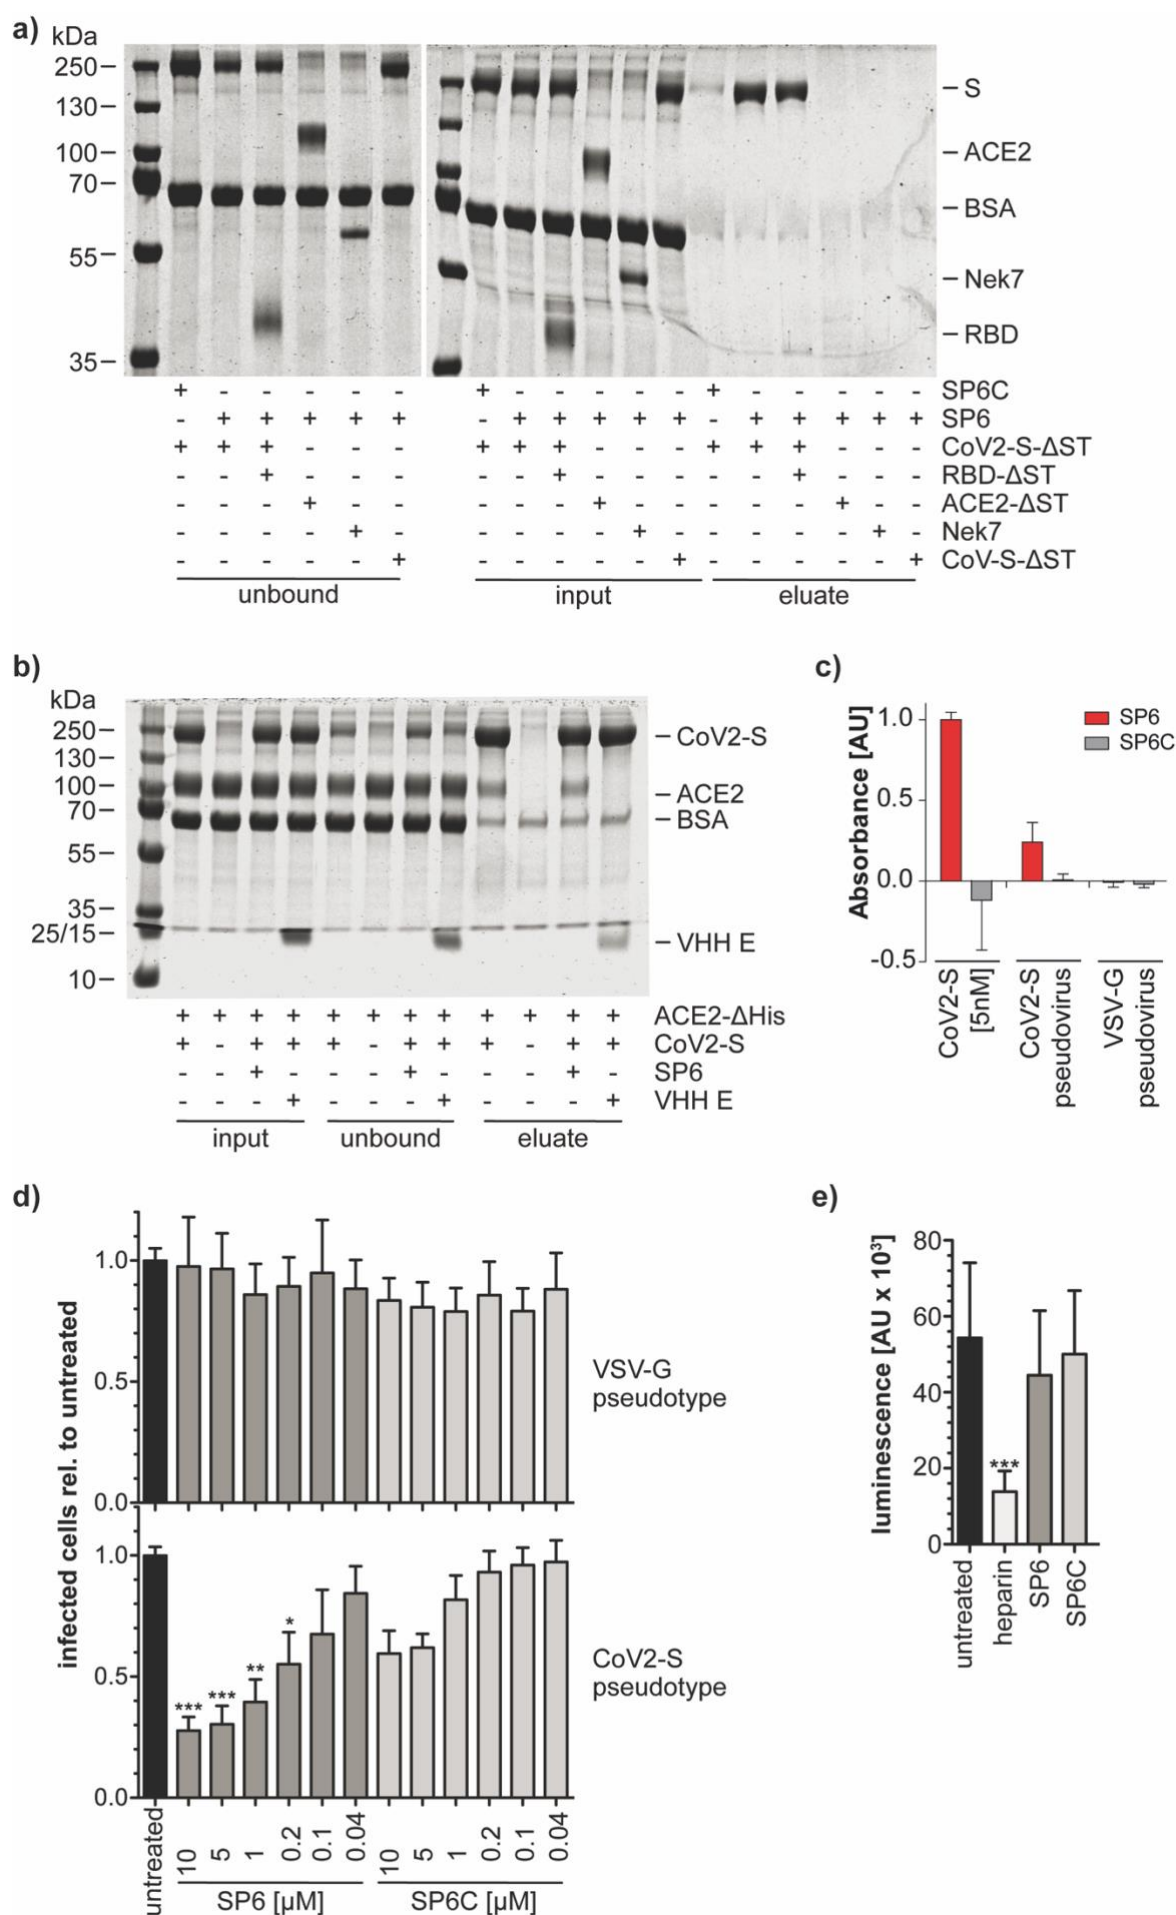 a)
kDa
250
130
100
70
55
35
S
ACE2
BSA
Nek7
RBD
+ - - - - - + - - - - - + - - - - - SP6C
- + + + + + - + + + + + - + + + + + SP6
+ + + - - - + + + - - - + + + - - - CoV2-S-ΔST
- - + - - - - - + - - - - - + - - - RBD-ΔST
- - - + - - - - - + - - - - - + - - ACE2-ΔST
- - - - + - - - - - + - - - - - + - Nek7
- - - - - + - - - - - + - - - - - + CoV-S-ΔST
unbound input eluate
b)
kDa
250
130
100
70
55
35
25/15
10
CoV2-S
ACE2
BSA
VHH E
+ + + + + + + + + + + + ACE2-ΔHis
+ - + + + - + + + - + + CoV2-S
- - + - - - + - - - + - SP6
- - - + - - - + - - - + VHH E
input unbound eluate
c)
Absorbance [AU]
1.0
0.5
0.0
-0.5
SP6
SP6C
CoV2-S
[5nM]
CoV2-S
pseudovirus
VSV-G
pseudovirus
d)
infected cells rel. to untreated
1.0
0.5
0.0
VSV-G
pseudotype
1.0
0.5
0.0
*** *** ** *
CoV2-S
pseudotype
untreated 10 5 1 0.2 0.1 0.04 10 5 1 0.2 0.1 0.04
SP6 [µM] SP6C [µM]
e)
luminescence [AU x 10³]
80
60
40
20
0
***
untreated
heparin
SP6
SP6C